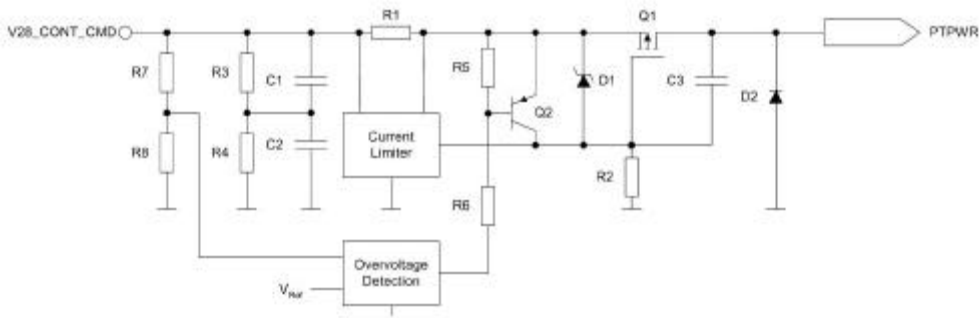 R1
Q1
V28_CONT_CMD
PTPWR
R7
R3
C1
R5
D1
C3
D2
Q2
R8
R4
C2
Current
Limiter
R2
R6
Overvoltage
Detection
VRef